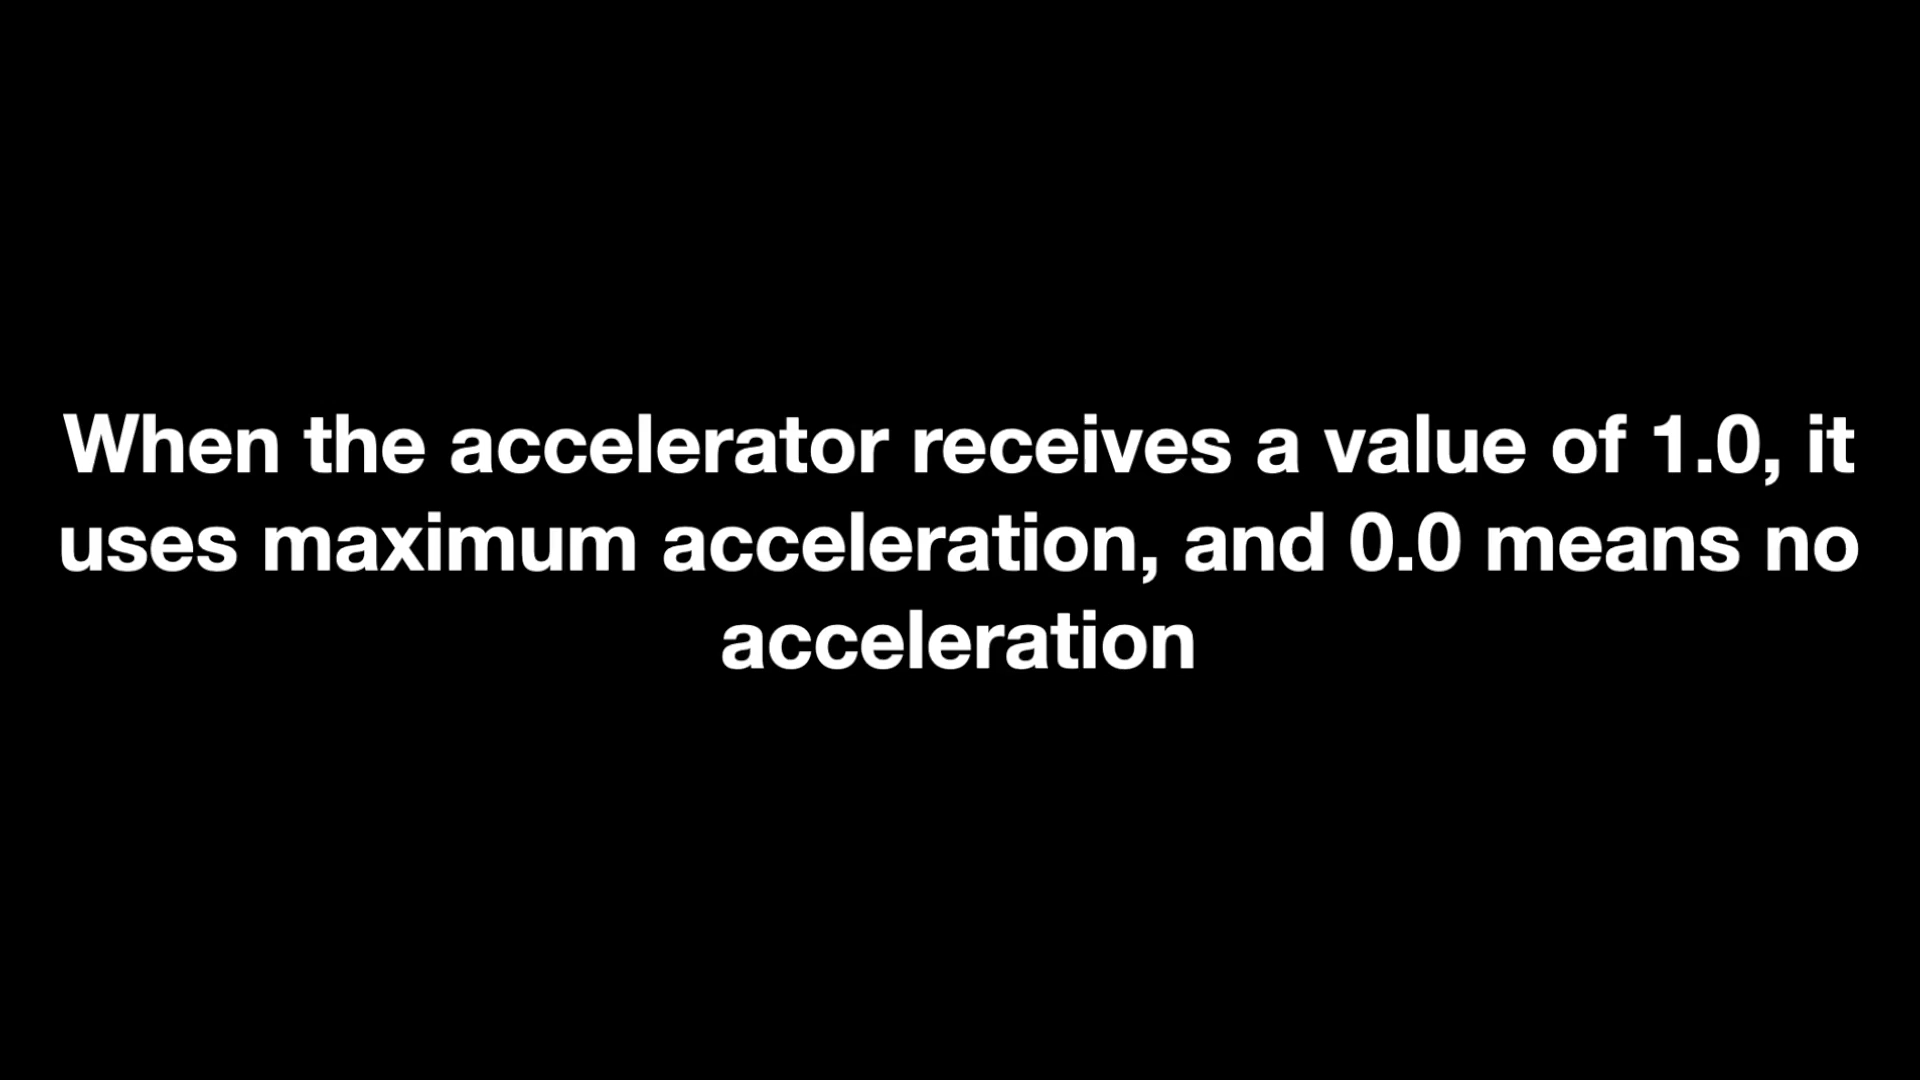 When the accelerator receives a value of 1.0, it
uses maximum acceleration, and 0.0 means no
acceleration